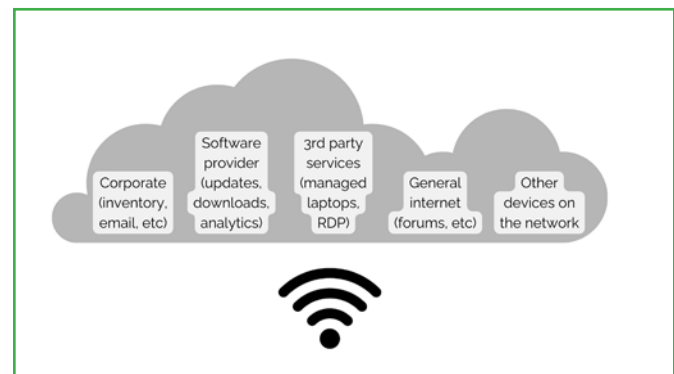 Corporate
(inventory,
email, etc)
Software
provider
(updates,
downloads,
analytics)
3rd party
services
(managed
laptops,
RDP)
General
internet
(forums, etc)
Other
devices on
the network